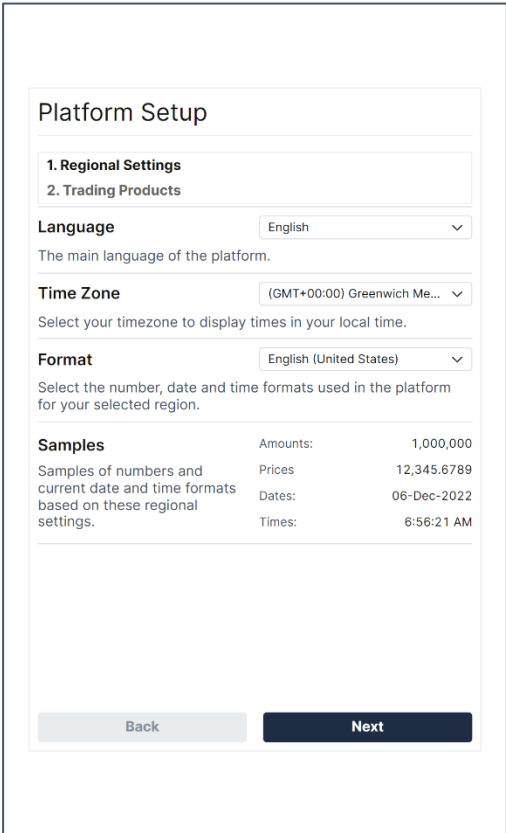 Platform Setup
1. Regional Settings
2. Trading Products
Language
English
The main language of the platform.
Time Zone
(GMT+00:00) Greenwich Me...
Select your timezone to display times in your local time.
Format
English (United States)
Select the number, date and time formats used in the platform
for your selected region.
Samples
Samples of numbers and
current date and time formats
based on these regional
settings.
Amounts: 1,000,000
Prices 12,345.6789
Dates: 06-Dec-2022
Times: 6:56:21 AM
Back
Next